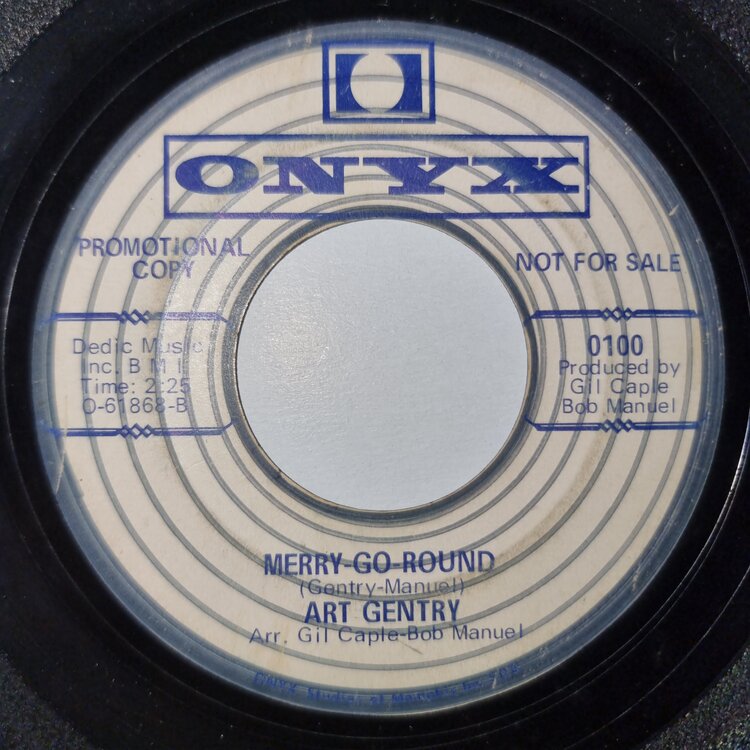 ONYX
PROMOTIONAL
COPY
NOT FOR SALE
Dedic Music
Inc. B M I
Time: 2:25
O-61868-B
0100
Produced by
Gil Caple
Bob Manuel
MERRY-GO-ROUND
(Gentry-Manuel)
ART GENTRY
Arr. Gil Caple-Bob Manuel
ONYX